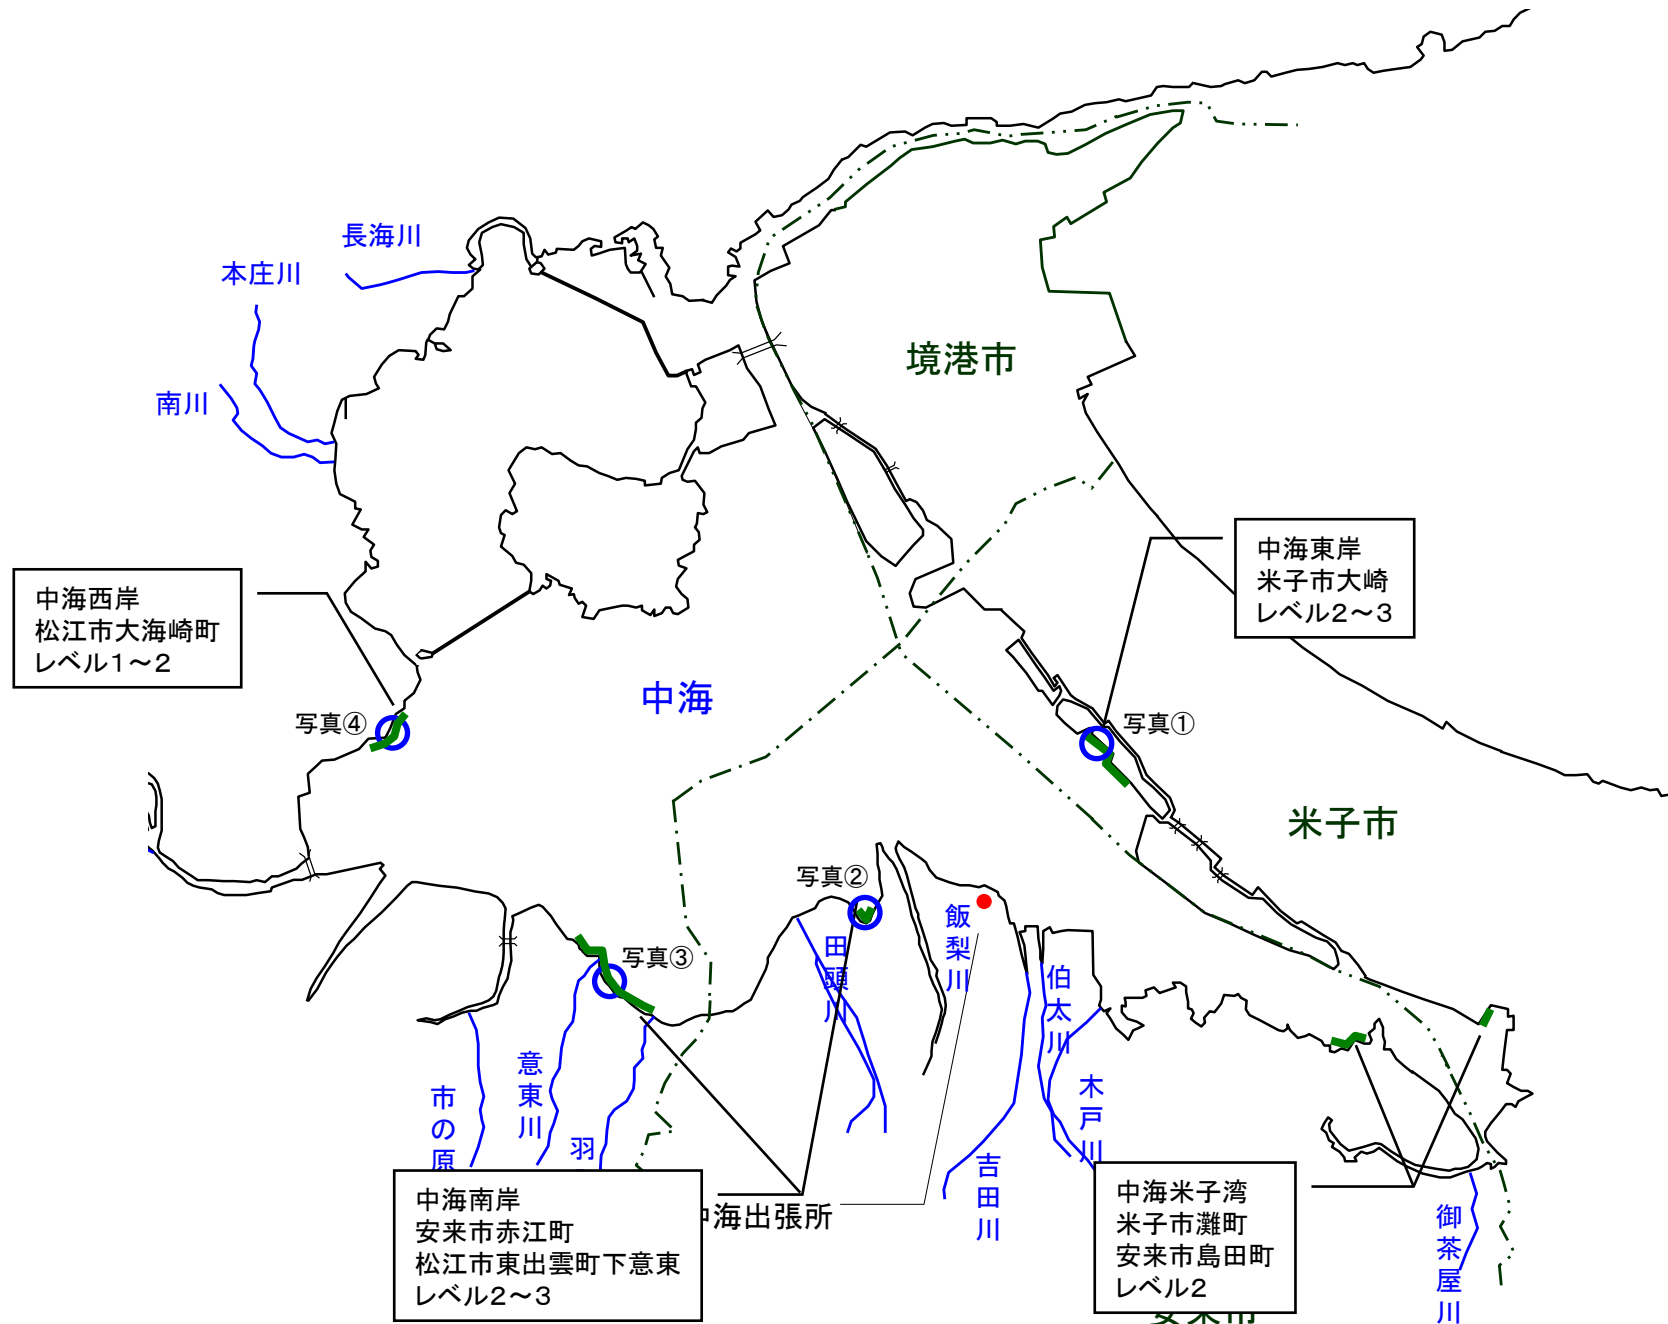 長海川
本庄川
境港市
南川
中海東岸
米子市大崎
レベル２～３
中海西岸
松江市大海崎町
レベル１～２
中海
写真④
写真①
米子市
写真②
飯梨川
田頭川
写真③
伯太川
意東川
市の原
木戸川
羽
吉田川
中海南岸
安来市赤江町
松江市東出雲町下意東
レベル２～３
海出張所
中海米子湾
米子市灘町
安来市島田町
レベル２
御茶屋川